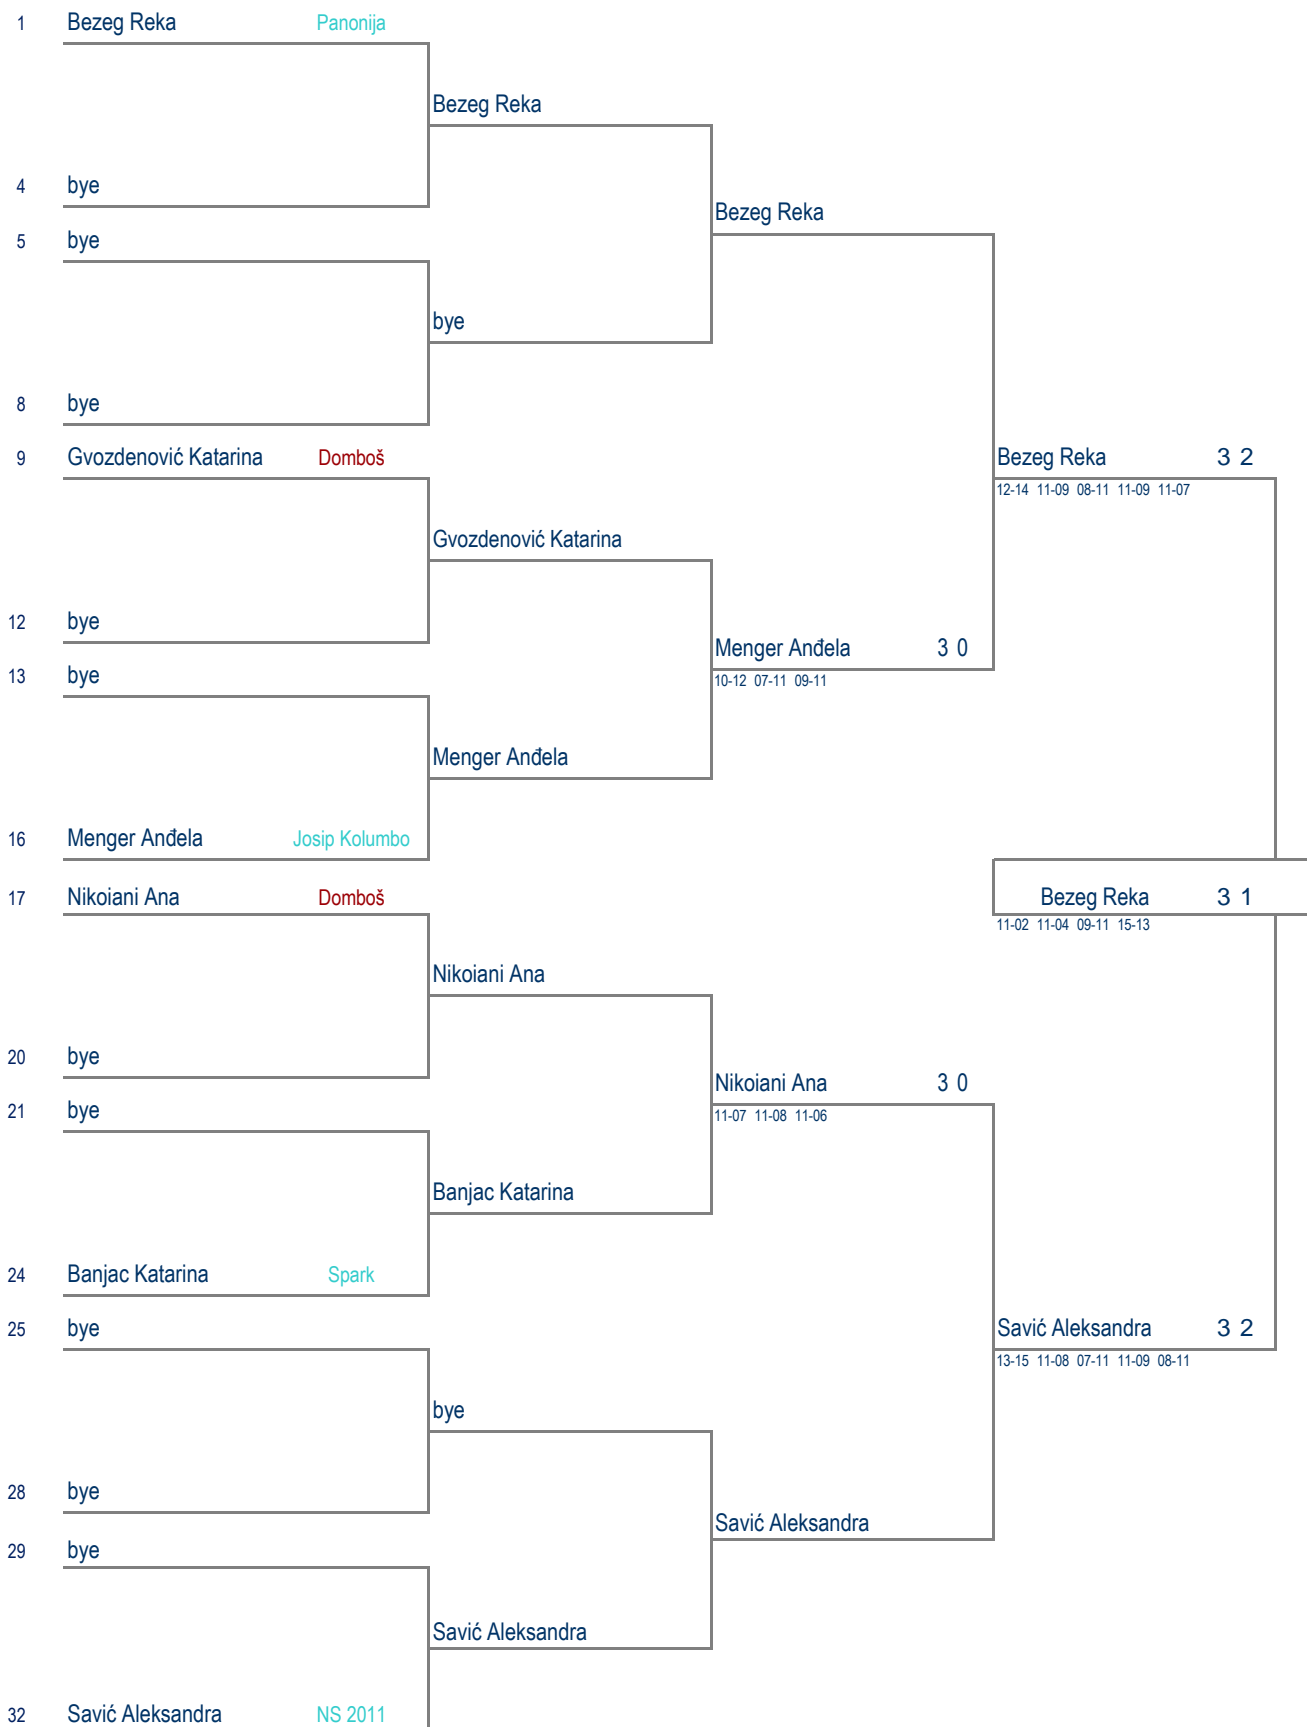 1 Bezeg Reka Panonija
Bezeg Reka
4 bye
Bezeg Reka
5 bye
bye
8 bye
9 Gvozdenović Katarina Domboš
Bezeg Reka 3 2
12-14 11-09 08-11 11-09 11-07
Gvozdenović Katarina
12 bye
Menger Anđela 3 0
13 bye
10-12 07-11 09-11
Menger Anđela
16 Menger Anđela Josip Kolumbo
17 Nikoiani Ana Domboš
Bezeg Reka 3 1
11-02 11-04 09-11 15-13
Nikoiani Ana
20 bye
Nikoiani Ana 3 0
21 bye
11-07 11-08 11-06
Banjac Katarina
24 Banjac Katarina Spark
25 bye
Savić Aleksandra 3 2
13-15 11-08 07-11 11-09 08-11
bye
28 bye
Savić Aleksandra
29 bye
Savić Aleksandra
32 Savić Aleksandra NS 2011